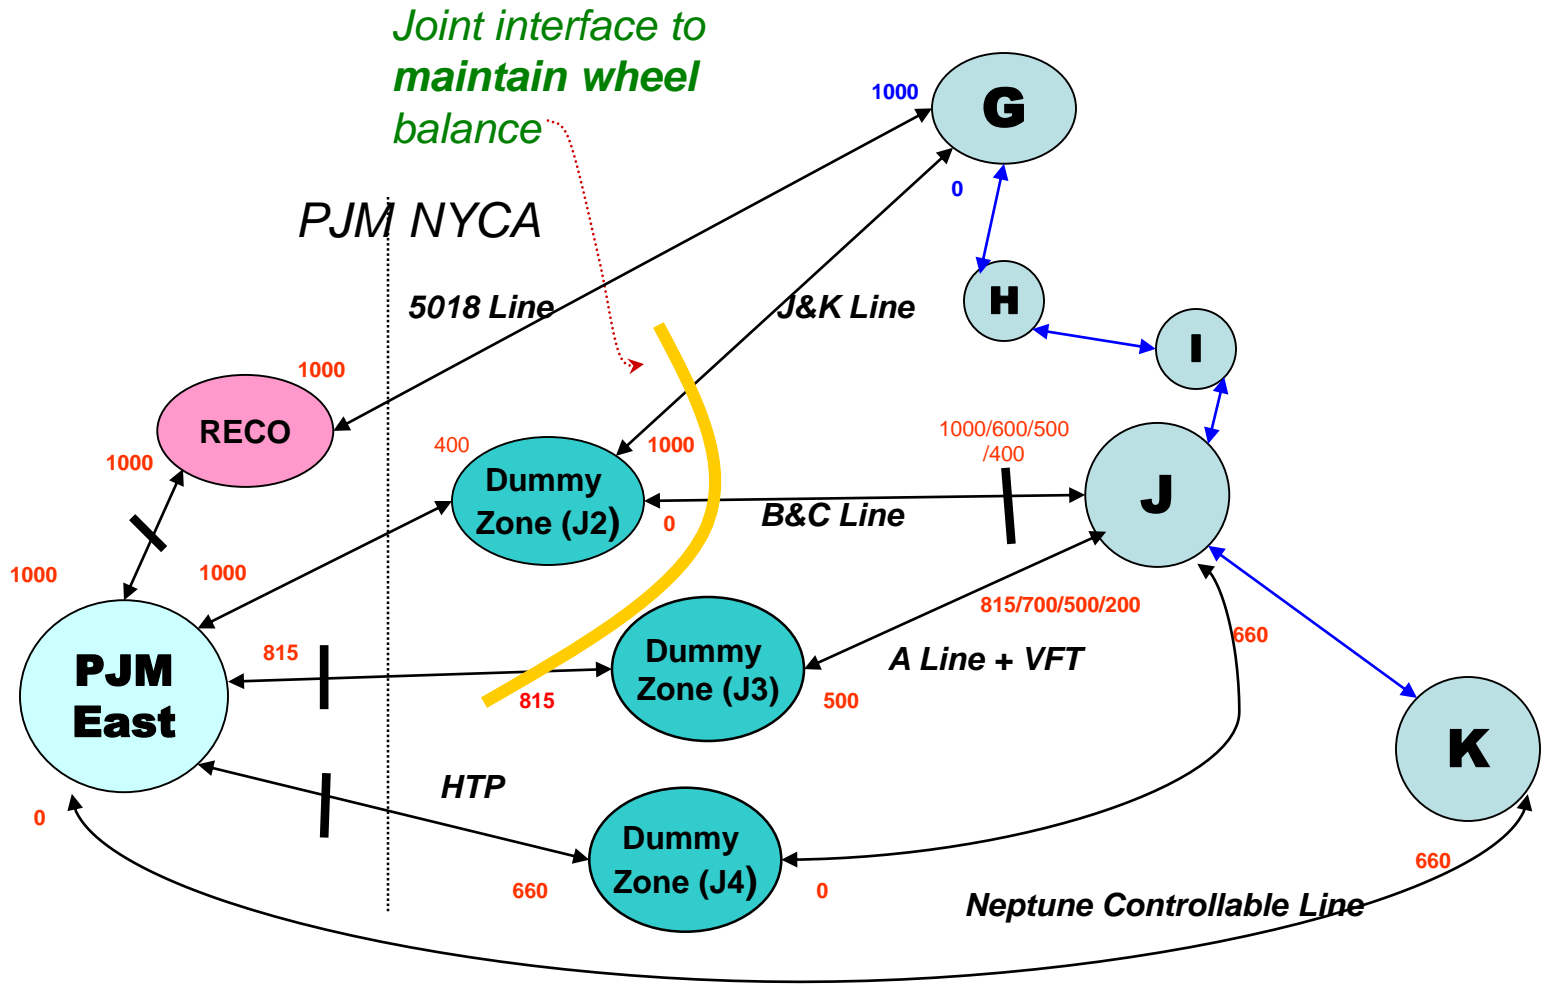 Joint interface to
maintain wheel
balance
1000
G
0
PJM NYCA
5018 Line
J&K Line
H
I
1000
RECO
1000
400
1000
1000/600/500
/400
Dummy
Zone (J2)
J
0
B&C Line
1000
1000
815/700/500/200
815
Dummy
Zone (J3)
A Line + VFT
660
PJM
East
815
500
K
HTP
0
Dummy
Zone (J4)
660
0
660
Neptune Controllable Line